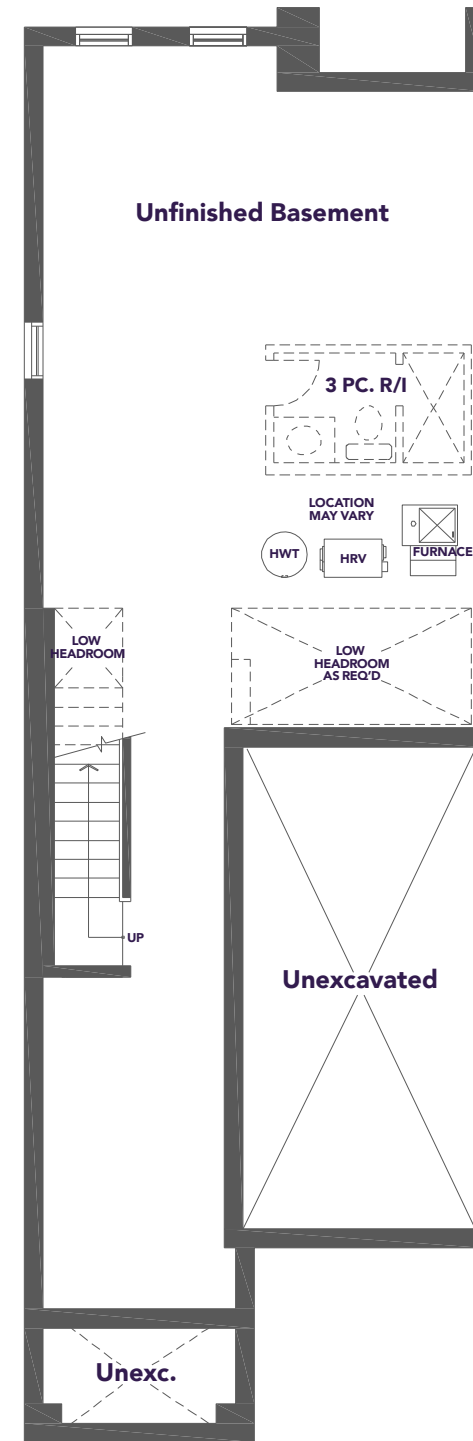 Unfinished Basement
3 PC. R/I
LOCATION
MAY VARY
HWT
HRV
FURNACE
LOW
HEADROOM
LOW
HEADROOM
AS REQ'D
UP
Unexcavated
Unexc.